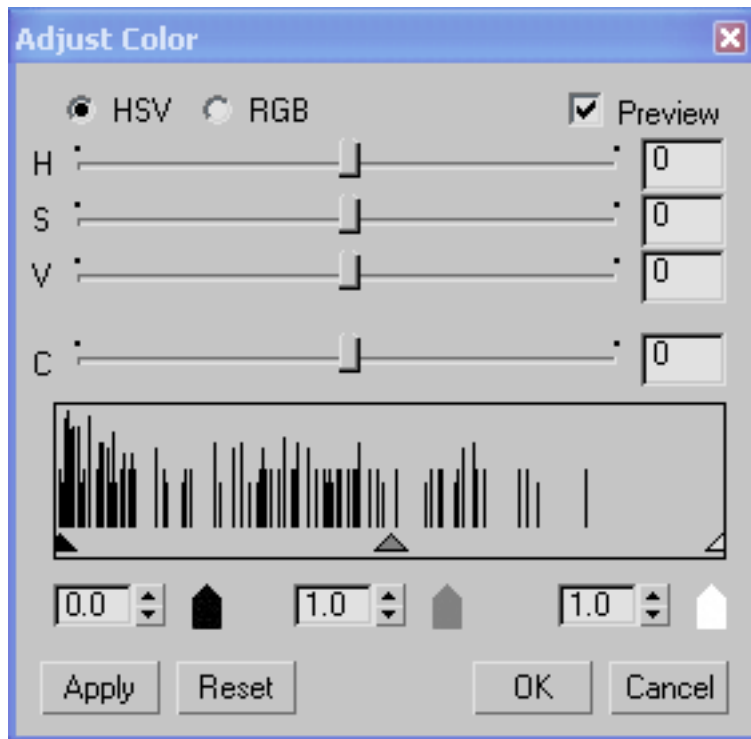 Adjust Color
HSV RGB Preview
H 0
S 0
V 0
C 0
0.0 1.0 1.0
Apply Reset OK Cancel